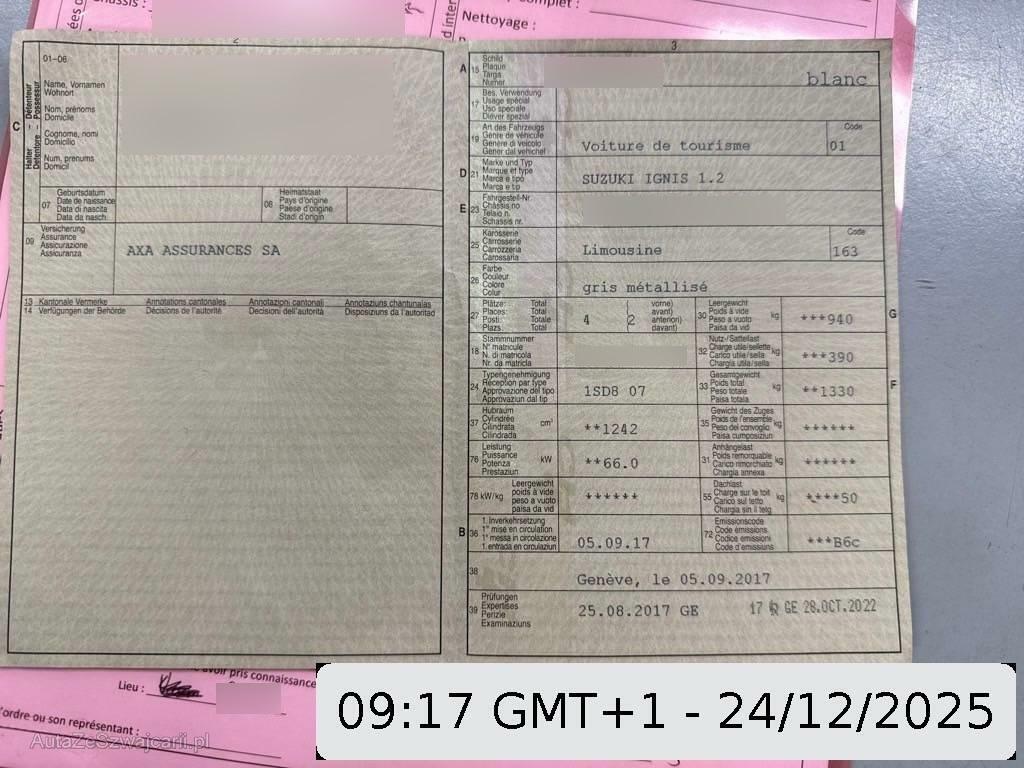 Châssis :
complet :
Nettoyage :
2
01-06
C
Halter - Détenteur
Detentore - Possessur
Name, Vornamen
Wohnort
Nom, prénoms
Domicile
Cognome, nomi
Domicilio
Num, prenums
Domicil
07
Geburtsdatum
Date de naissance
Data di nascita
Data da nasch.
08
Heimatstaat
Pays d'origine
Paese d'origine
Stadi d'origin
09
Versicherung
Assurance
Assicurazione
Assicuranza
AXA ASSURANCES SA
13 Kantonale Vermerke Annotations cantonales Annotazioni cantonali Annotaziuns chantunalas
14 Verfügungen der Behörde Décisions de l'autorité Decisioni dell'autorità Disposiziuns da l'autoritad
3
A 15
Schild
Plaque
Targa
Numer
blanc
17
Bes. Verwendung
Usage spécial
Uso speciale
Diever spezial
19
Art des Fahrzeugs
Genre de véhicule
Genere di veicolo
Gener dal vehichel
Voiture de tourisme
Code
01
D 21
Marke und Typ
Marque et type
Marca e tipo
Marca e tip
SUZUKI IGNIS 1.2
E 23
Fahrgestell-Nr.
Châssis no
Telaio n.
Schassis nr.
25
Karosserie
Carrosserie
Carrozzeria
Carossaria
Limousine
Code
163
26
Farbe
Couleur
Colore
Colur
gris métallisé
27
Plätze: Total
Places: Total
Posti: Totale
Plazs: Total
4 2
vorne)
avant)
anteriori)
davant)
30
Leergewicht
Poids à vide
Peso a vuoto
Paisa da vid
kg
***940
G
18
Stammnummer
N° matricule
N. di matricola
Nr. da matricla
32
Nutz-/Sattellast
Charge utile/sellette
Carico utile/sella
Chargia utila/sella
kg
***390
24
Typengenehmigung
Réception par type
Approvazione del tipo
Approvaziun dal tip
1SD8 07
33
Gesamtgewicht
Poids total
Peso totale
Paisa totala
kg
**1330
F
37
Hubraum
Cylindrée
Cilindrata
Cilindrada
cm³
**1242
35
Gewicht des Zuges
Poids de l'ensemble
Peso del convoglio
Paisa cumposiziun
kg
******
76
Leistung
Puissance
Potenza
Prestaziun
kW
**66.0
31
Anhängelast
Poids remorquable
Carico rimorchiato
Chargia annexa
kg
******
78 kW/kg
Leergewicht
poids à vide
peso a vuoto
paisa da vid
******
55
Dachlast
Charge sur le toit
Carico sul tetto
Chargia sin il tetg
kg
****50
B 36
1. Inverkehrsetzung
1re mise en circulation
1a messa in circolazione
1. entrada en circulaziun
05.09.17
72
Emissionscode
Code émissions
Codice emissioni
Code d'emissiuns
***B6c
38
Genève, le 05.09.2017
39
Prüfungen
Expertises
Perizie
Examinaziuns
25.08.2017 GE
17 GE 28.OCT.2022
avoir pris connaissance
Lieu :
l'ordre ou son représentant :
AutaZeSzwajcarii.pl
09:17 GMT+1 - 24/12/2025